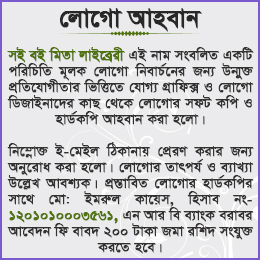 লোগো আহবান
সই বই মিতা লাইব্রেরী এই নাম সংবলিত একটি
পরিচিতি মূলক লোগো নির্বাচনের জন্য উন্মুক্ত
প্রতিযোগীতার ভিত্তিতে যোগ্য গ্রাফিক্স ও লোগো
ডিজাইনাদের কাছ থেকে লোগোর সফট কপি ও
হার্ডকপি আহবান করা হলো।
নিম্নোক্ত ই-মেইল ঠিকানায় প্রেরণ করার জন্য
অনুরোধ করা হলো। লোগোর তাৎপর্য ও ব্যাখ্যা
উল্লেখ আবশ্যক। প্রস্তাবিত লোগোর হার্ডকপির
সাথে মো: ইমরুল কায়েস, হিসাব নং-
১২০১০১০০০৩৫৬১, এন আর বি ব্যাংক বরাবর
আবেদন ফি বাবদ ২০০ টাকা জমা রশিদ সংযুক্ত
করতে হবে।